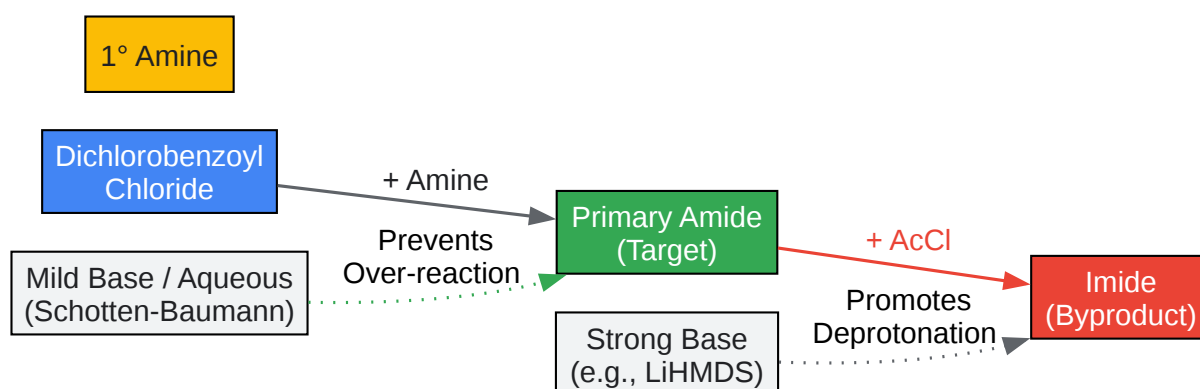 1° Amine
Dichlorobenzoyl
Chloride
+ Amine
Primary Amide
(Target)
+ AcCl
Imide
(Byproduct)
Mild Base / Aqueous
(Schotten-Baumann)
Prevents
Over-reaction
Strong Base
(e.g., LiHMDS)
Promotes
Deprotonation